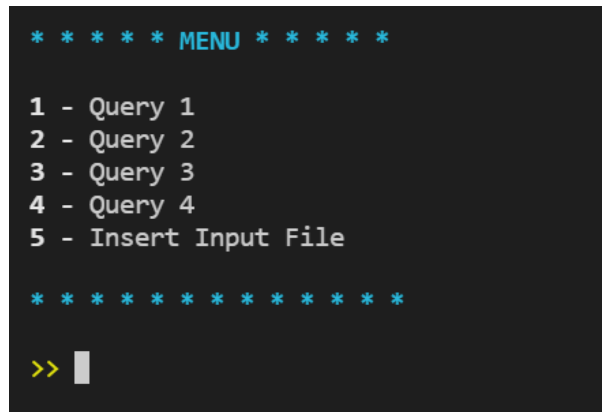 * * * * * MENU * * * * *
1 - Query 1
2 - Query 2
3 - Query 3
4 - Query 4
5 - Insert Input File
* * * * * * * * * * * * *
>>